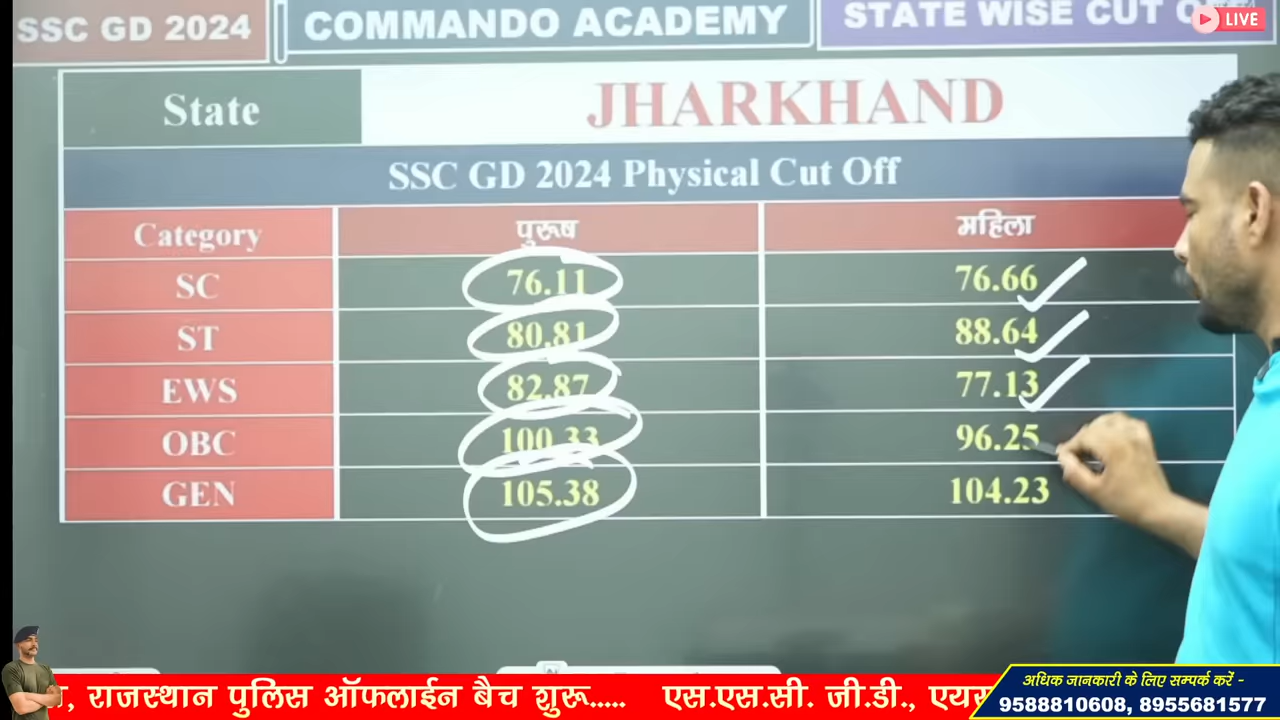 SSC GD 2024
COMMANDO ACADEMY
STATE WISE CUT
LIVE
State JHARKHAND
SSC GD 2024 Physical Cut Off
Category पुरूष महिला
SC 76.11 76.66
ST 80.81 88.64
EWS 82.87 77.13
OBC 100.33 96.25
GEN 105.38 104.23
राजस्थान पुलिस ऑफलाईन बैच शुरू..... एस.एस.सी. जी.डी.,
अधिक जानकारी के लिए सम्पर्क करें -
9588810608, 8955681577